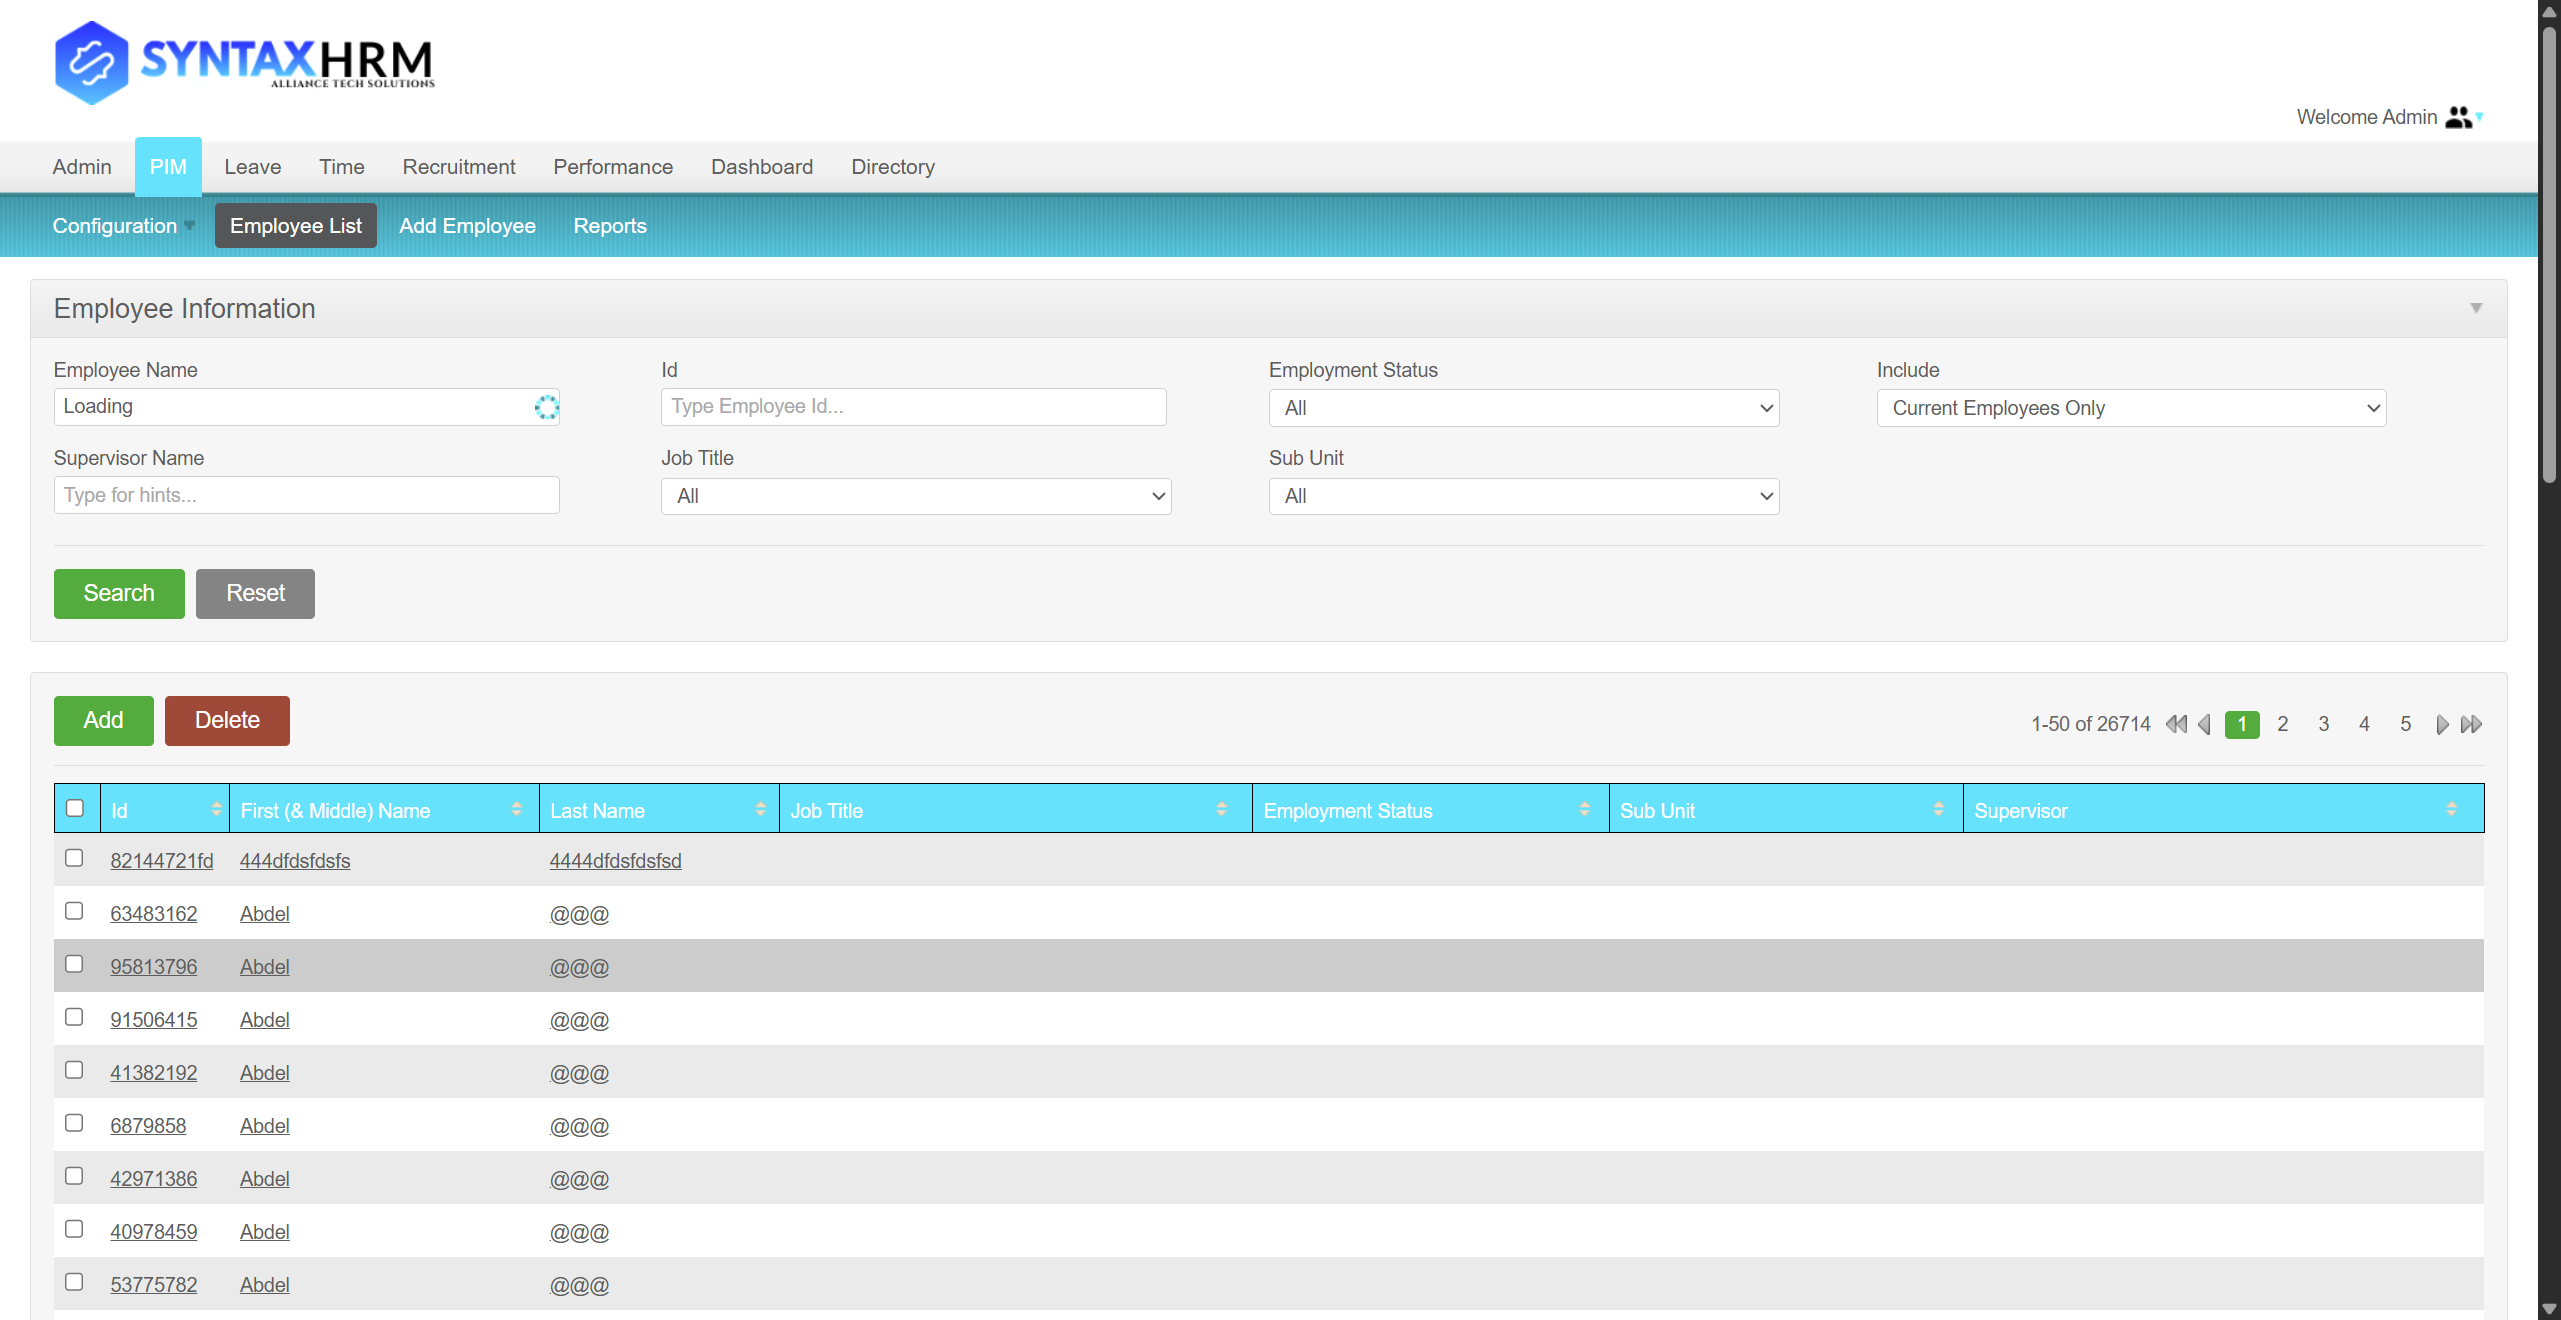 SYNTAXHRM
ALLIANCE TECH SOLUTIONS
Welcome Admin
Admin PIM Leave Time Recruitment Performance Dashboard Directory
Configuration Employee List Add Employee Reports
Employee Information
Employee Name Id Employment Status Include
Loading Type Employee Id... All Current Employees Only
Supervisor Name Job Title Sub Unit
Type for hints... All All
Search Reset
Add Delete 1-50 of 26714 1 2 3 4 5
Id First (& Middle) Name Last Name Job Title Employment Status Sub Unit Supervisor
82144721fd 444dfdsfdsfs 4444dfdsfdsfsd
63483162 Abdel @@@
95813796 Abdel @@@
91506415 Abdel @@@
41382192 Abdel @@@
6879858 Abdel @@@
42971386 Abdel @@@
40978459 Abdel @@@
53775782 Abdel @@@